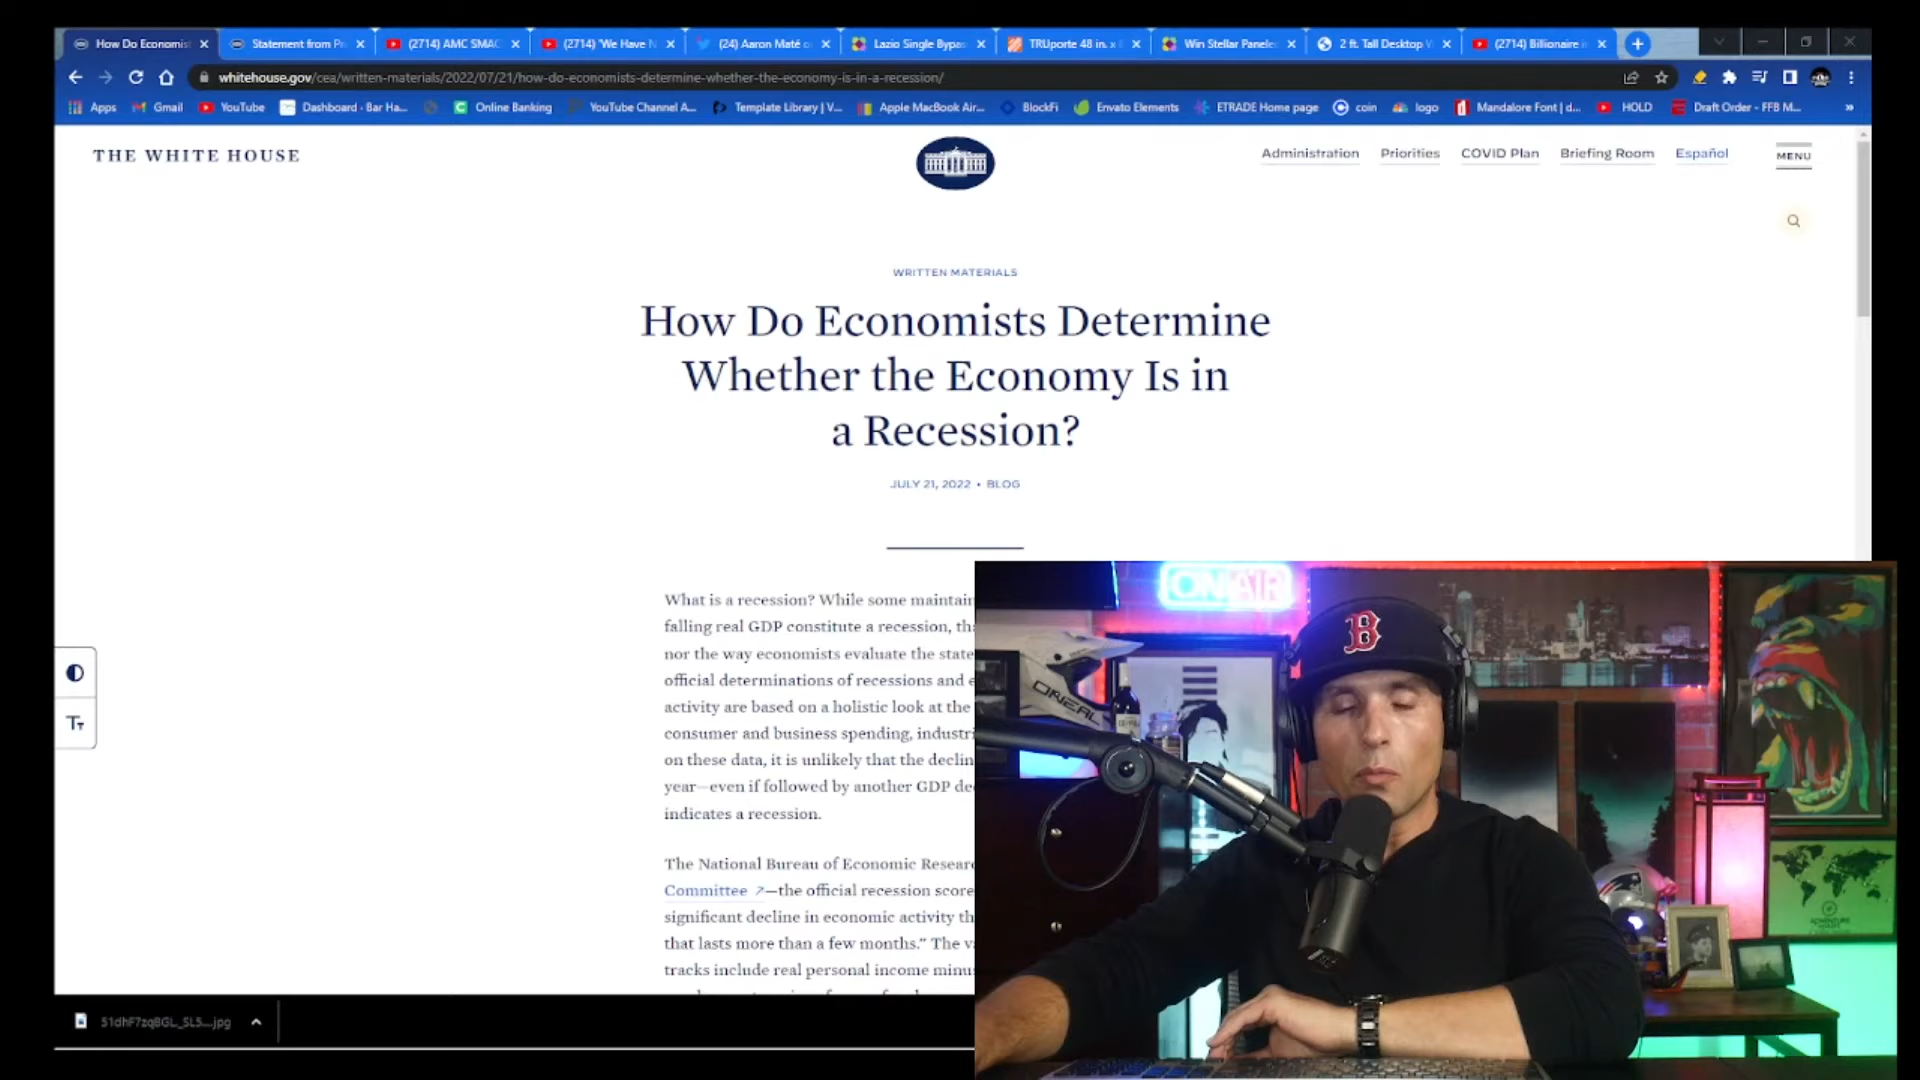 How Do Economis
Statement from Pr
(2714) AMC SMAC
(2714) "We Have N
(24) Aaron Maté o
Lazio Single Bypa
TRUporte 48 in. x
Win Stellar Panele
2 ft. Tall Desktop
(2714) Billionaire i
whitehouse.gov/cea/written-materials/2022/07/21/how-do-economists-determine-whether-the-economy-is-in-a-recession/
Apps
Gmail
YouTube
Dashboard - Bar Ha...
Online Banking
YouTube Channel A...
Template Library | V...
Apple MacBook Air...
BlockFi
Envato Elements
ETRADE Home page
coin
logo
Mandalore Font | d...
HOLD
Draft Order - FFB M...
THE WHITE HOUSE
Administration
Priorities
COVID Plan
Briefing Room
Español
MENU
WRITTEN MATERIALS
How Do Economists Determine
Whether the Economy Is in
a Recession?
JULY 21, 2022 • BLOG
What is a recession? While some maintain
falling real GDP constitute a recession, th
nor the way economists evaluate the state
official determinations of recessions and e
activity are based on a holistic look at the
consumer and business spending, industri
on these data, it is unlikely that the declin
year—even if followed by another GDP de
indicates a recession.
The National Bureau of Economic Resear
Committee ↗—the official recession score
significant decline in economic activity th
that lasts more than a few months." The v
tracks include real personal income minu
Tт
ON AIR
B
ONEAL
ADVENTURE